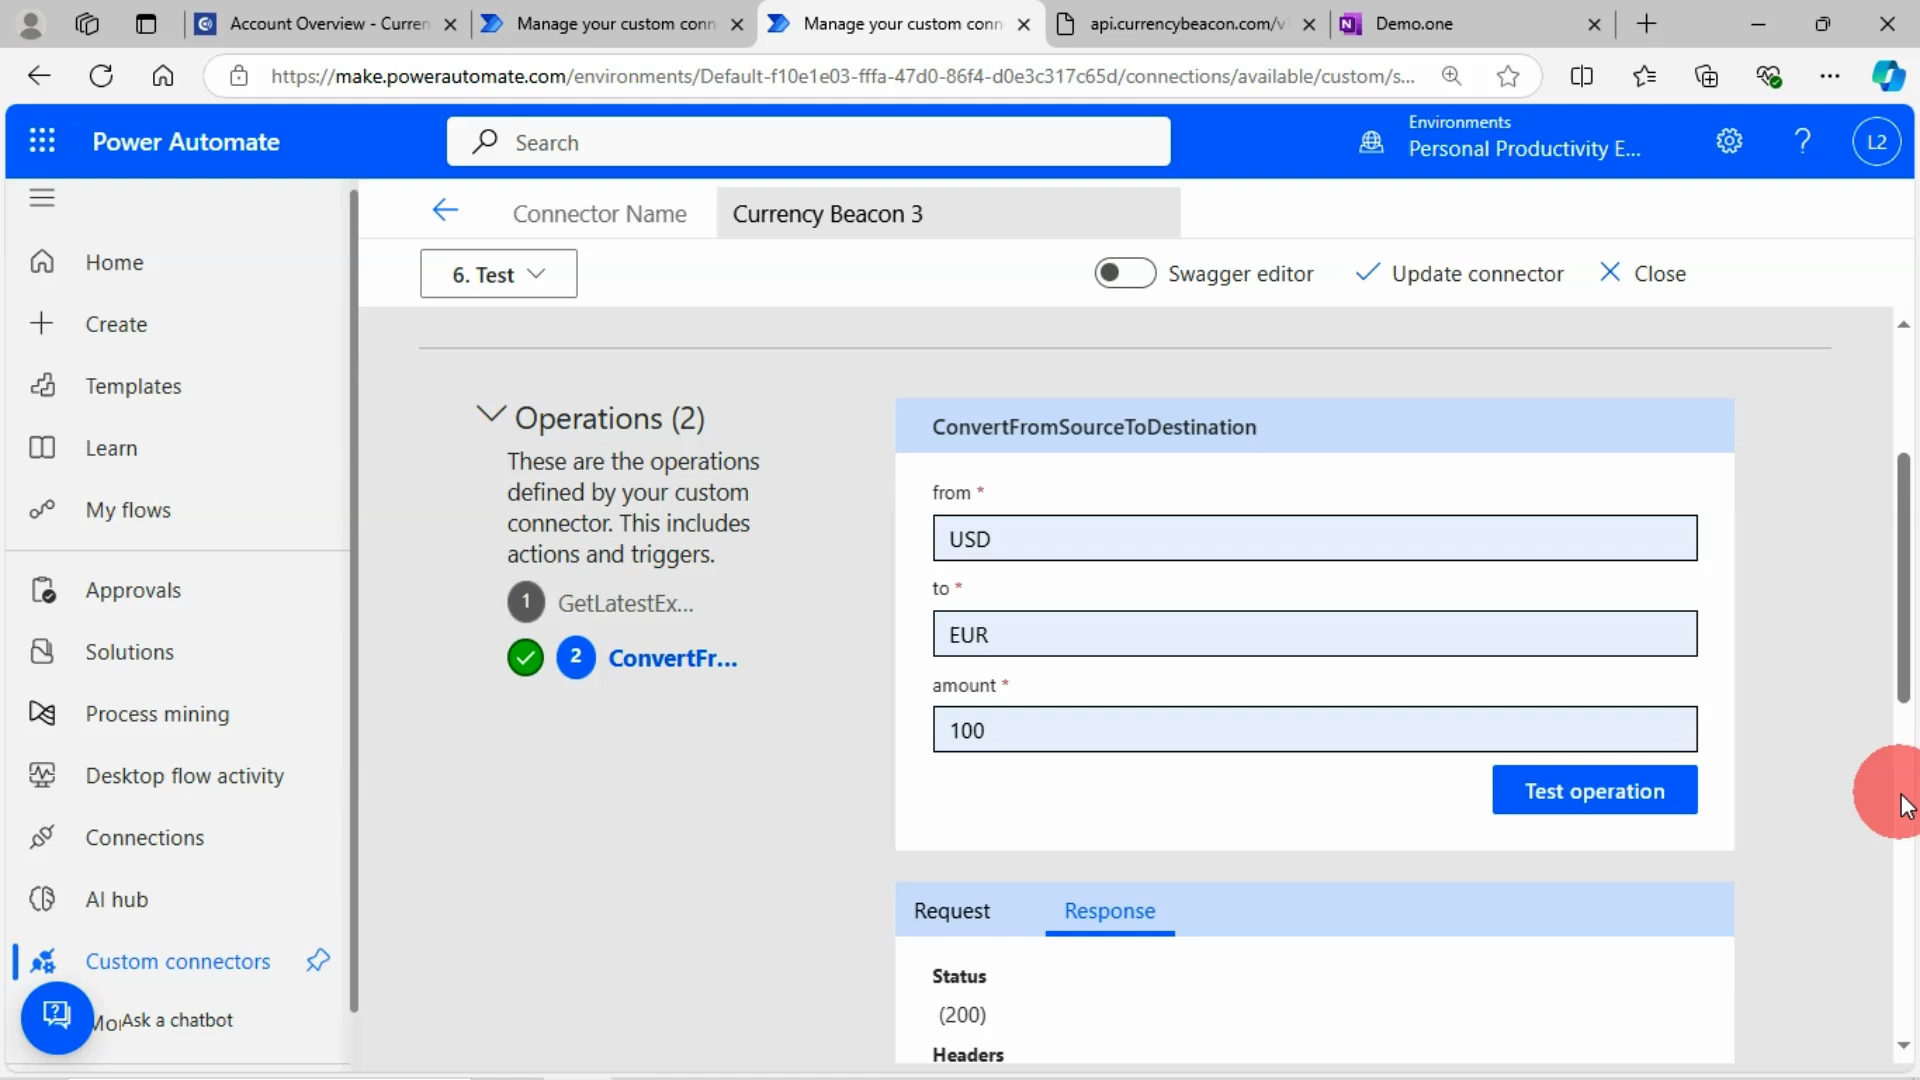 Account Overview - Curren
Manage your custom conn
Manage your custom conn
api.currencybeacon.com/v
Demo.one
https://make.powerautomate.com/environments/Default-f10e1e03-fffa-47d0-86f4-d0e3c317c65d/connections/available/custom/s...
Power Automate
Search
Environments
Personal Productivity E...
?
L2
Connector Name
Currency Beacon 3
6. Test
Swagger editor
Update connector
Close
Home
Create
Templates
Learn
My flows
Approvals
Solutions
Process mining
Desktop flow activity
Connections
AI hub
Custom connectors
Ask a chatbot
Operations (2)
These are the operations
defined by your custom
connector. This includes
actions and triggers.
1 GetLatestEx...
2 ConvertFr...
ConvertFromSourceToDestination
from *
USD
to *
EUR
amount *
100
Test operation
Request
Response
Status
(200)
Headers